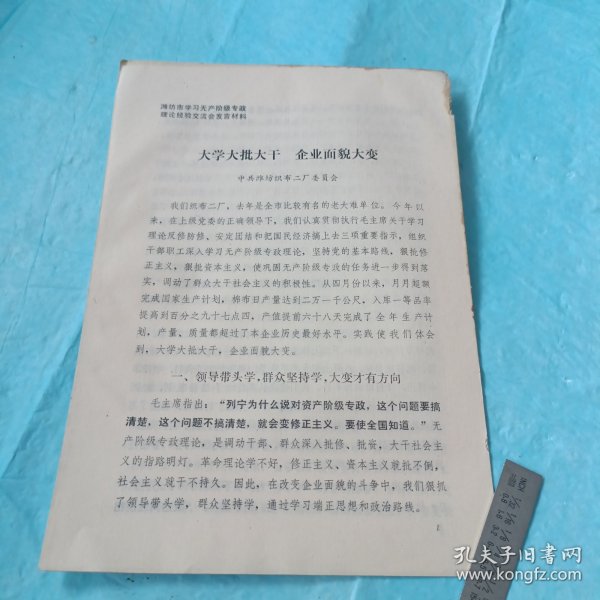 潍坊市学习无产阶级专政
理论经验交流会发言材料
大学大批大干 企业面貌大变
中共潍坊织布二厂委员会
我们织布二厂，去年是全市比较有名的老大难单位。今年以
来，在上级党委的正确领导下，我们认真贯彻执行毛主席关于学习
理论反修防修、安定团结和把国民经济搞上去三项重要指示，组织
干部职工深入学习无产阶级专政理论，坚持党的基本路线，狠批修
正主义，狠批资本主义，使巩固无产阶级专政的任务进一步得到落
实，调动了群众大干社会主义的积极性。从四月份以来，月月超额
完成国家生产计划，棉布日产量达到二万一千公尺，入库一等品率
提高到百分之九十七点四，产值提前六十八天完成了全年生产计
划，产量、质量都超过了本企业历史最好水平。实践使我们体会
到，大学大批大干，企业面貌大变。
一、领导带头学，群众坚持学，大变才有方向
毛主席指出：“列宁为什么说对资产阶级专政，这个问题要搞
清楚，这个问题不搞清楚，就会变修正主义。要使全国知道。”无
产阶级专政理论，是调动干部、群众深入批修、批资，大干社会主
义的指路明灯。革命理论学不好，修正主义、资本主义就批不倒，
社会主义就干不持久。因此，在改变企业面貌的斗争中，我们狠抓
了领导带头学，群众坚持学，通过学习端正思想和政治路线。
1
孔夫子旧书网
www.kongfz.com